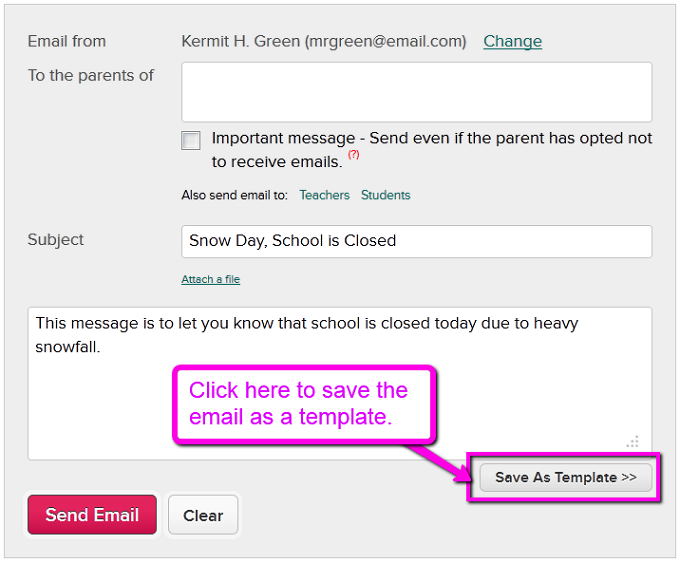 Email from Kermit H. Green (mrgreen@email.com) Change
To the parents of
Important message - Send even if the parent has opted not
to receive emails. (?)
Also send email to: Teachers Students
Subject Snow Day, School is Closed
Attach a file
This message is to let you know that school is closed today due to heavy
snowfall.
Click here to save the
email as a template.
Save As Template >>
Send Email Clear